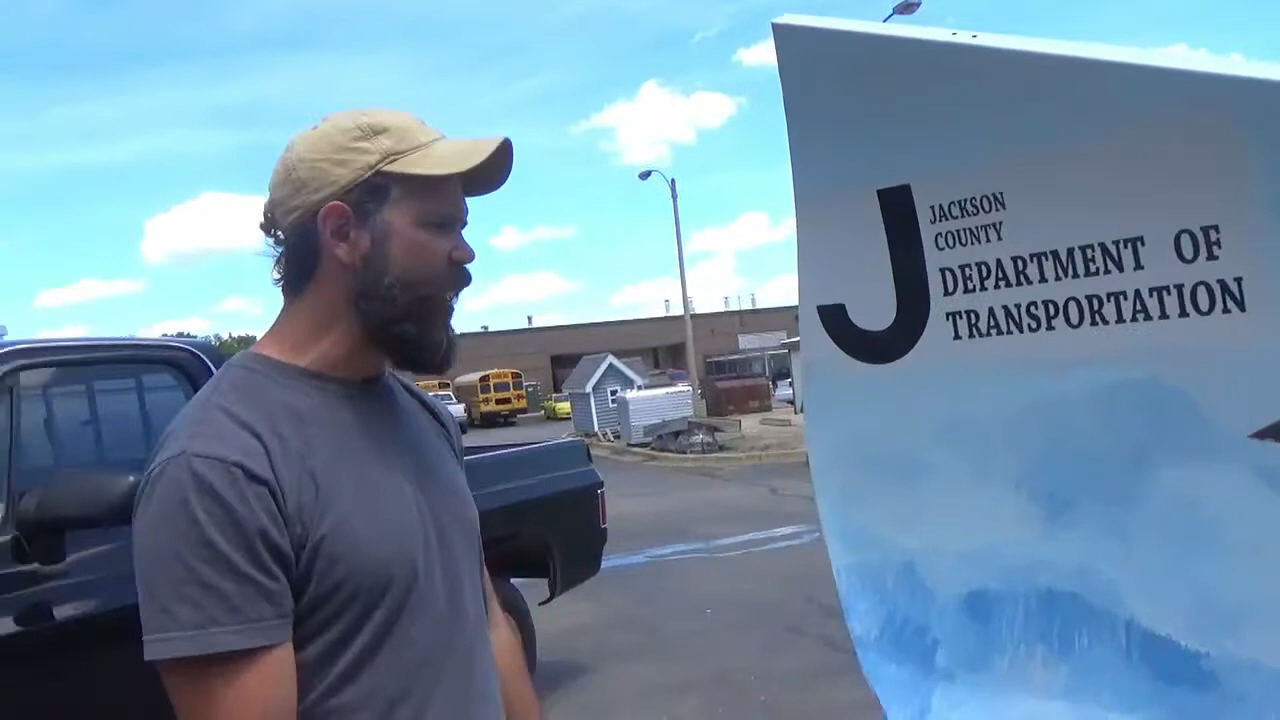 J
JACKSON
COUNTY
DEPARTMENT OF
TRANSPORTATION